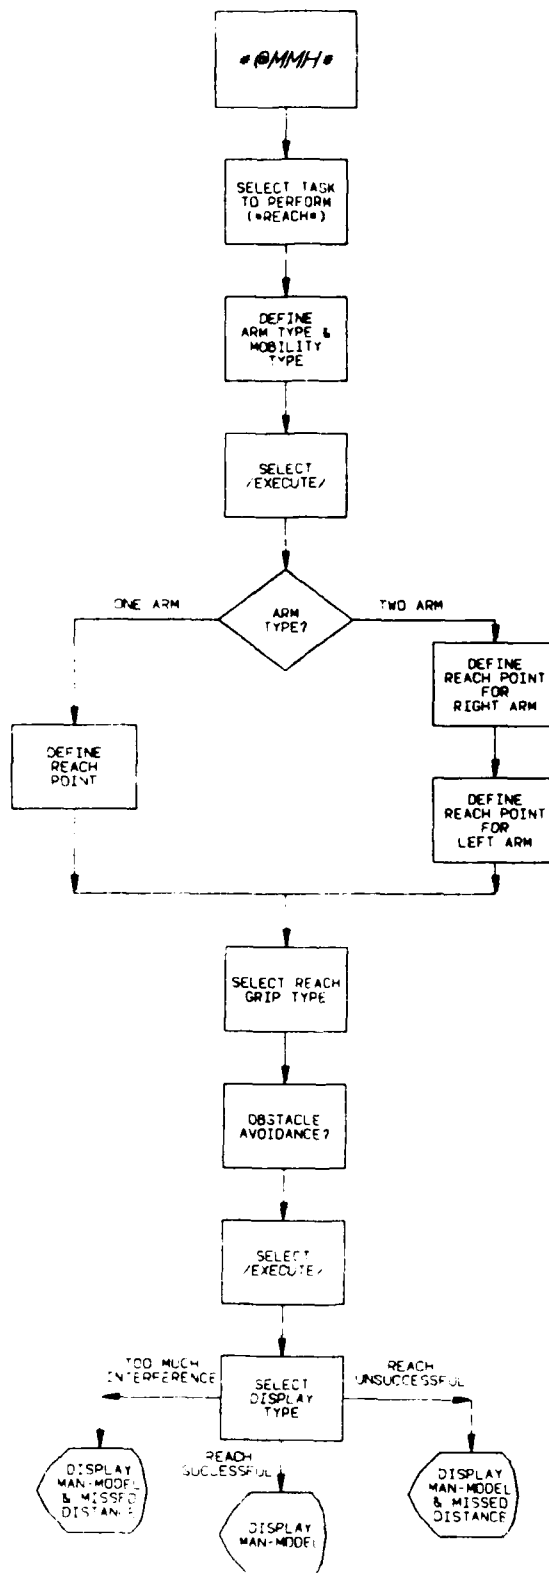 *@MMH*
SELECT TASK
TO PERFORM
(*REACH*)
DEFINE
ARM TYPE &
MOBILITY
TYPE
SELECT
/EXECUTE/
ONE ARM
ARM
TYPE?
TWO ARM
DEFINE
REACH POINT
FOR
RIGHT ARM
DEFINE
REACH
POINT
DEFINE
REACH POINT
FOR
LEFT ARM
SELECT REACH
GRIP TYPE
OBSTACLE
AVOIDANCE?
SELECT
/EXECUTE/
TOO MUCH
INTERFERENCE
SELECT
DISPLAY
TYPE
REACH
UNSUCCESSFUL
REACH
SUCCESSFUL
DISPLAY
MAN-MODEL
& MISSED
DISTANCE
DISPLAY
MAN-MODEL
DISPLAY
MAN-MODEL
& MISSED
DISTANCE